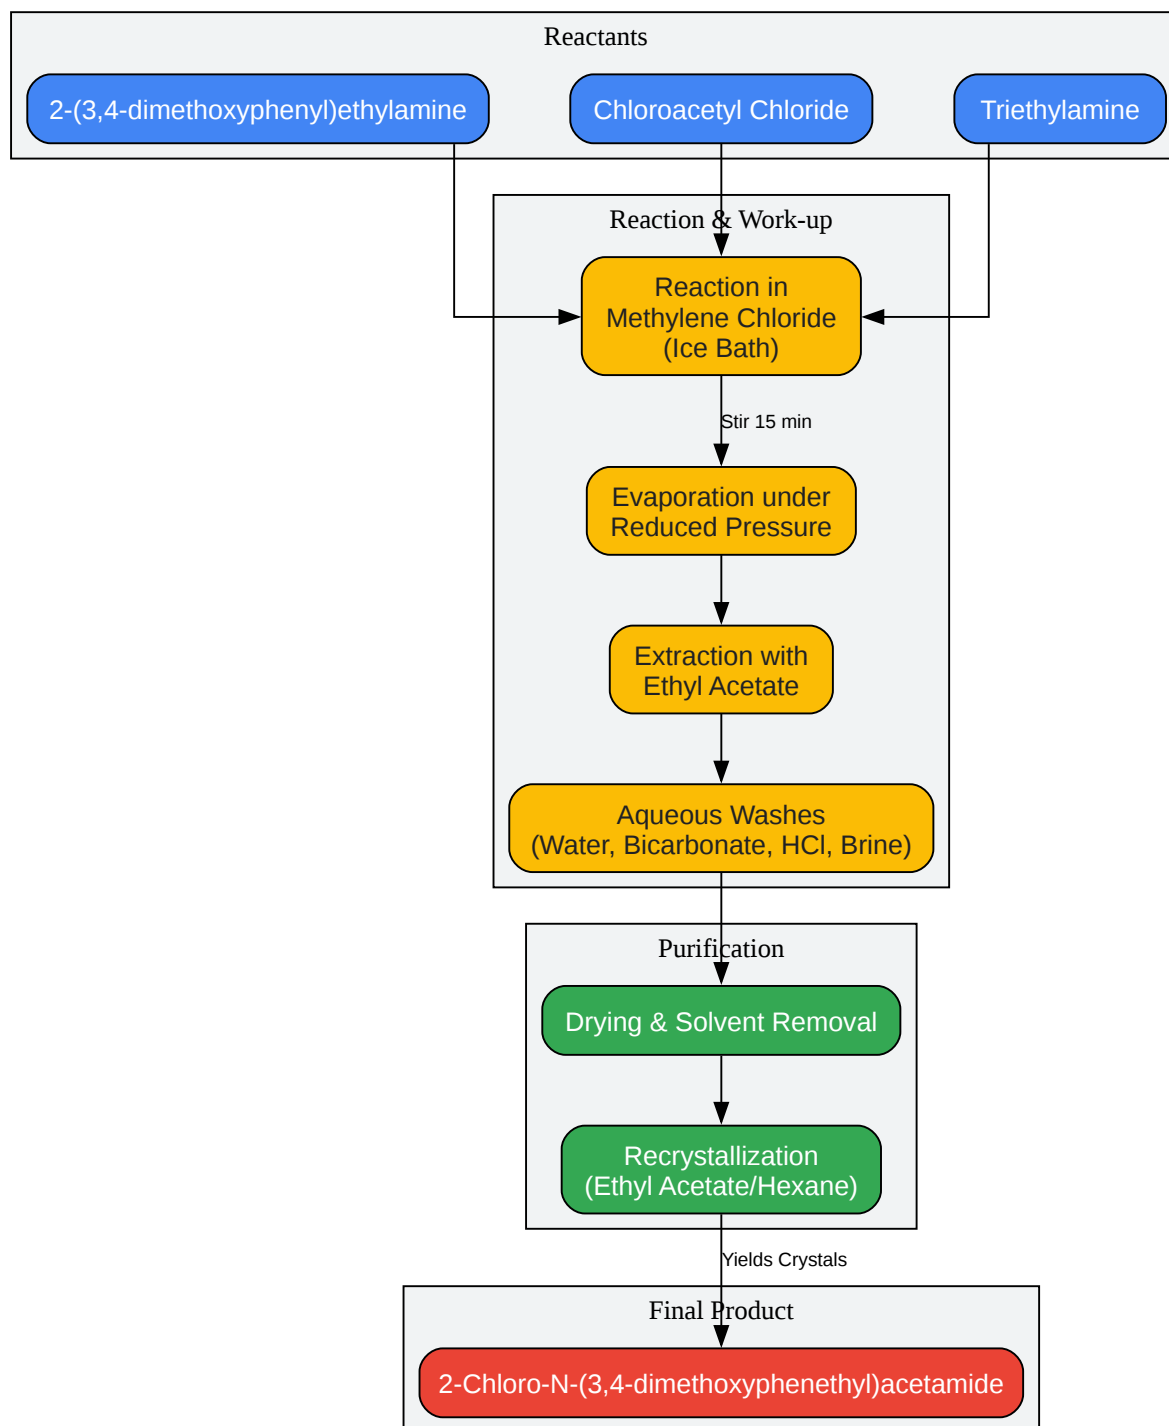 Reactants
2-(3,4-dimethoxyphenyl)ethylamine
Chloroacetyl Chloride
Triethylamine
Reaction & Work-up
Reaction in
Methylene Chloride
(Ice Bath)
Stir 15 min
Evaporation under
Reduced Pressure
Extraction with
Ethyl Acetate
Aqueous Washes
(Water, Bicarbonate, HCl, Brine)
Purification
Drying & Solvent Removal
Recrystallization
(Ethyl Acetate/Hexane)
Yields Crystals
Final Product
2-Chloro-N-(3,4-dimethoxyphenethyl)acetamide